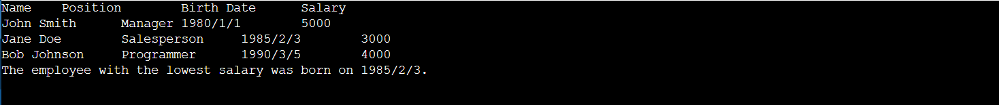 Name    Position        Birth Date      Salary
John Smith      Manager 1980/1/1        5000
Jane Doe        Salesperson     1985/2/3        3000
Bob Johnson     Programmer      1990/3/5        4000
The employee with the lowest salary was born on 1985/2/3.